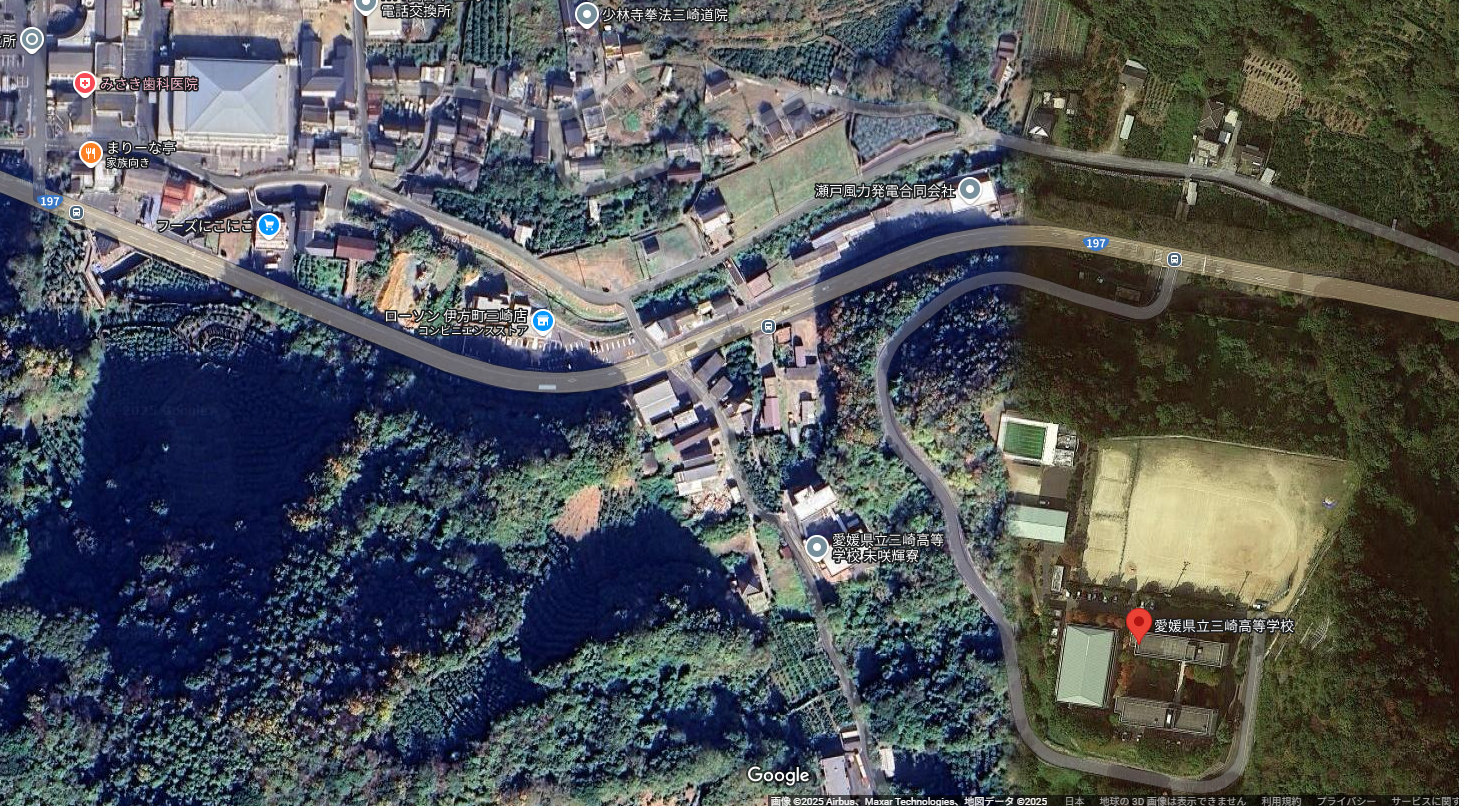 電話交換所
少林寺拳法三崎道院
所
みさき歯科医院
まりーな亭
家族向き
197
瀬戸風力発電合同会社
フーズにこにこ
197
ローソン 伊方町三崎店
コンビニエンスストア
愛媛県立三崎高等
学校 未咲輝寮
愛媛県立三崎高等学校
Google
画像 ©2025 Airbus、Maxar Technologies、地図データ ©2025 日本 地球の 3D 画像は表示できません 利用規約 プライバシー サービスに関す